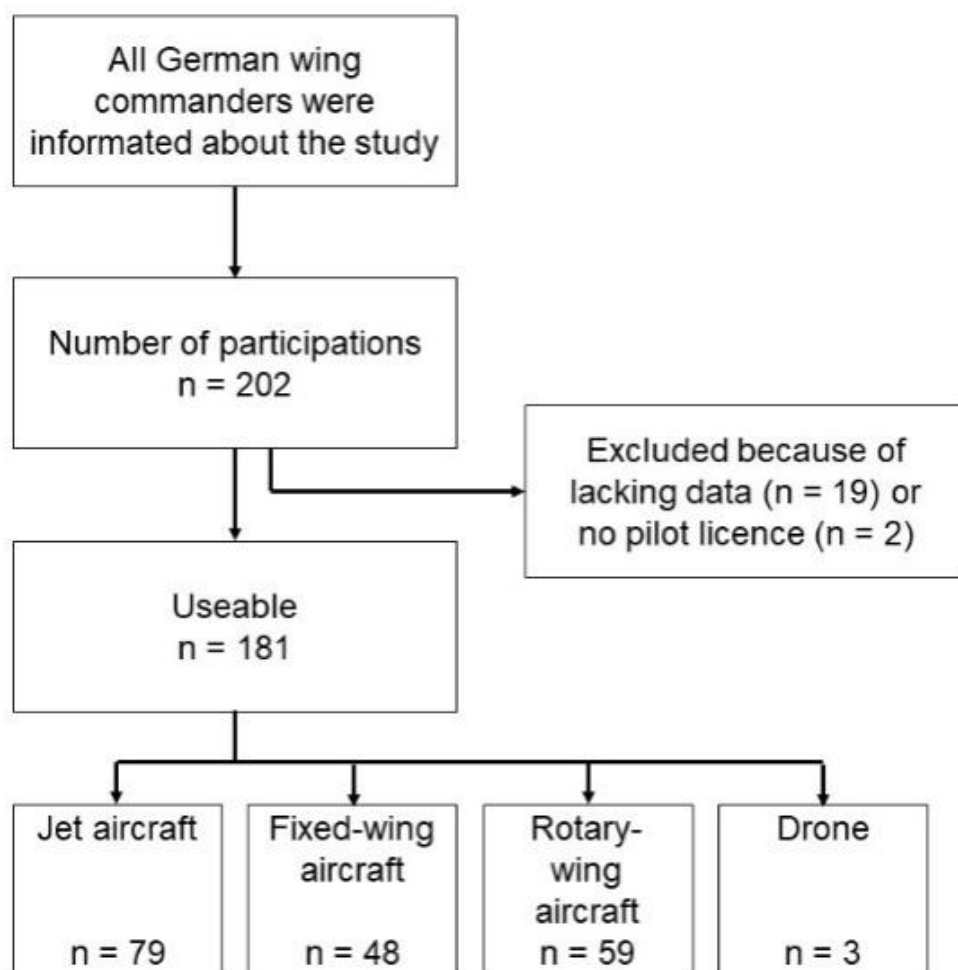 All German wing
commanders were
informated about the study
Number of participations
n = 202
Excluded because of
lacking data (n = 19) or
no pilot licence (n = 2)
Useable
n = 181
Jet aircraft
n = 79
Fixed-wing
aircraft
n = 48
Rotary-
wing
aircraft
n = 59
Drone
n = 3